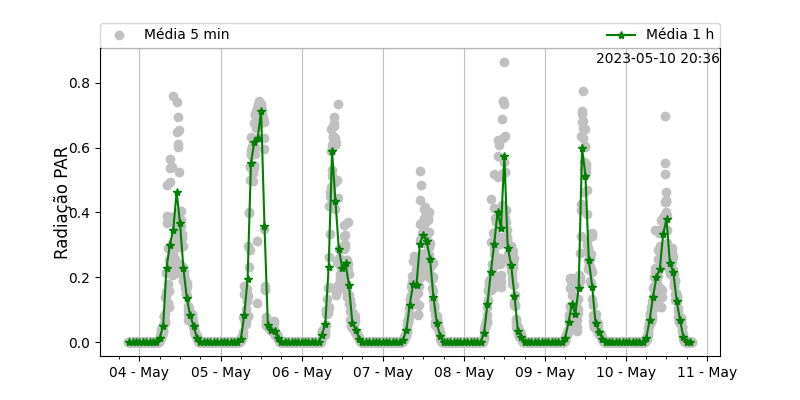 Média 5 min
Média 1 h
2023-05-10 20:36
Radiação PAR
0.8
0.6
0.4
0.2
0.0
04 - May
05 - May
06 - May
07 - May
08 - May
09 - May
10 - May
11 - May